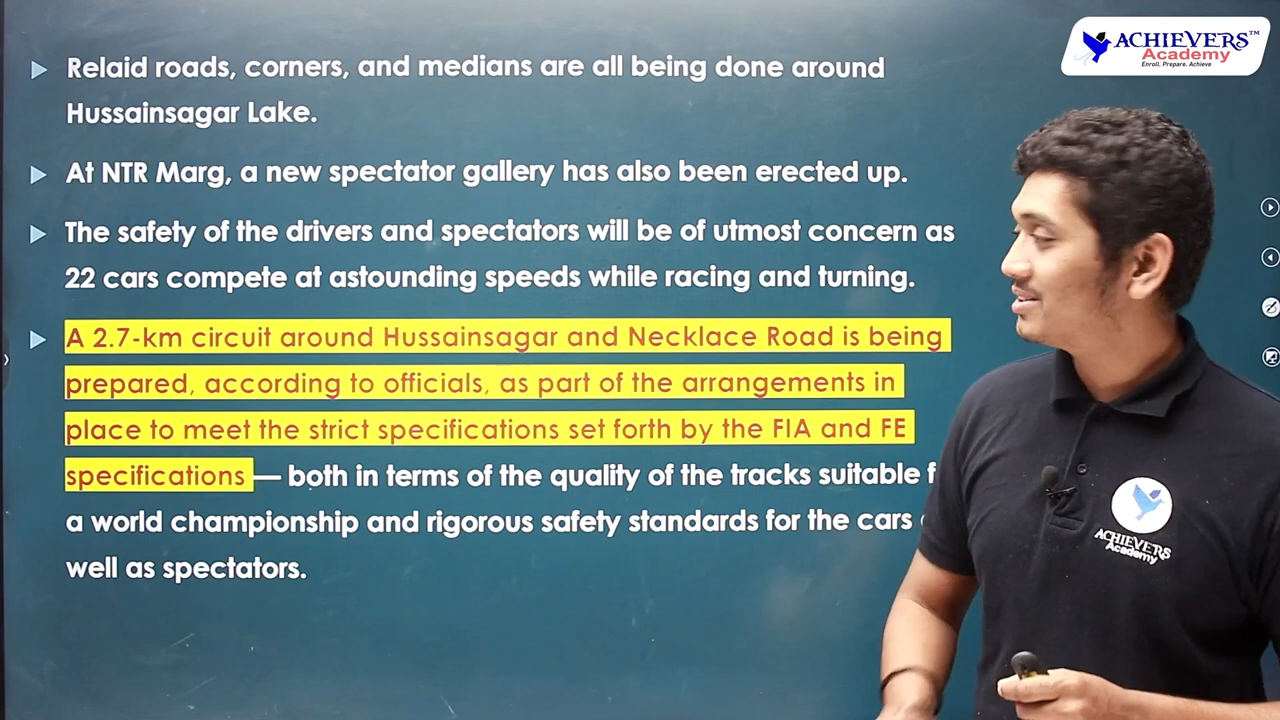 ACHIEVERS™
Academy
Enroll. Prepare. Achieve
Relaid roads, corners, and medians are all being done around
Hussainsagar Lake.
At NTR Marg, a new spectator gallery has also been erected up.
The safety of the drivers and spectators will be of utmost concern as
22 cars compete at astounding speeds while racing and turning.
A 2.7-km circuit around Hussainsagar and Necklace Road is being
prepared, according to officials, as part of the arrangements in
place to meet the strict specifications set forth by the FIA and FE
specifications — both in terms of the quality of the tracks suitable
a world championship and rigorous safety standards for the cars
well as spectators.
ACHIEVERS
Academy